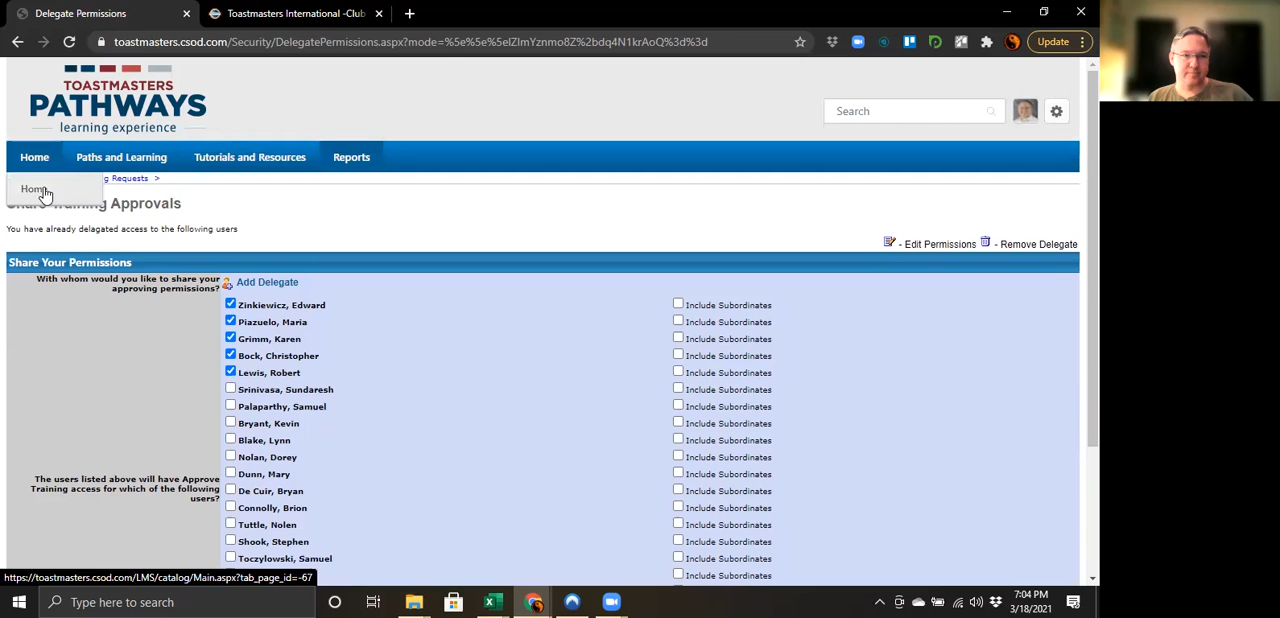 Delegate Permissions
Toastmasters International -Club
toastmasters.csod.com/Security/DelegatePermissions.aspx?mode=%5e%5e%5elZlmYznmo8Z%2bdq4N1krAoQ%3d%3d
Update
TOASTMASTERS
PATHWAYS
learning experience
Search
Home
Paths and Learning
Tutorials and Resources
Reports
Home
g Requests >
Share Training Approvals
You have already delagated access to the following users
- Edit Permissions
- Remove Delegate
Share Your Permissions
With whom would you like to share your
approving permissions?
Add Delegate
Zinkiewicz, Edward
Include Subordinates
Piazuelo, Maria
Include Subordinates
Grimm, Karen
Include Subordinates
Bock, Christopher
Include Subordinates
Lewis, Robert
Include Subordinates
Srinivasa, Sundaresh
Include Subordinates
Palaparthy, Samuel
Include Subordinates
Bryant, Kevin
Include Subordinates
Blake, Lynn
Include Subordinates
Nolan, Dorey
Include Subordinates
The users listed above will have Approve
Training access for which of the following
users?
Dunn, Mary
Include Subordinates
De Cuir, Bryan
Include Subordinates
Connolly, Brion
Include Subordinates
Tuttle, Nolen
Include Subordinates
Shook, Stephen
Include Subordinates
Toczylowski, Samuel
Include Subordinates
Include Subordinates
https://toastmasters.csod.com/LMS/catalog/Main.aspx?tab_page_id=-67
Type here to search
7:04 PM
3/18/2021